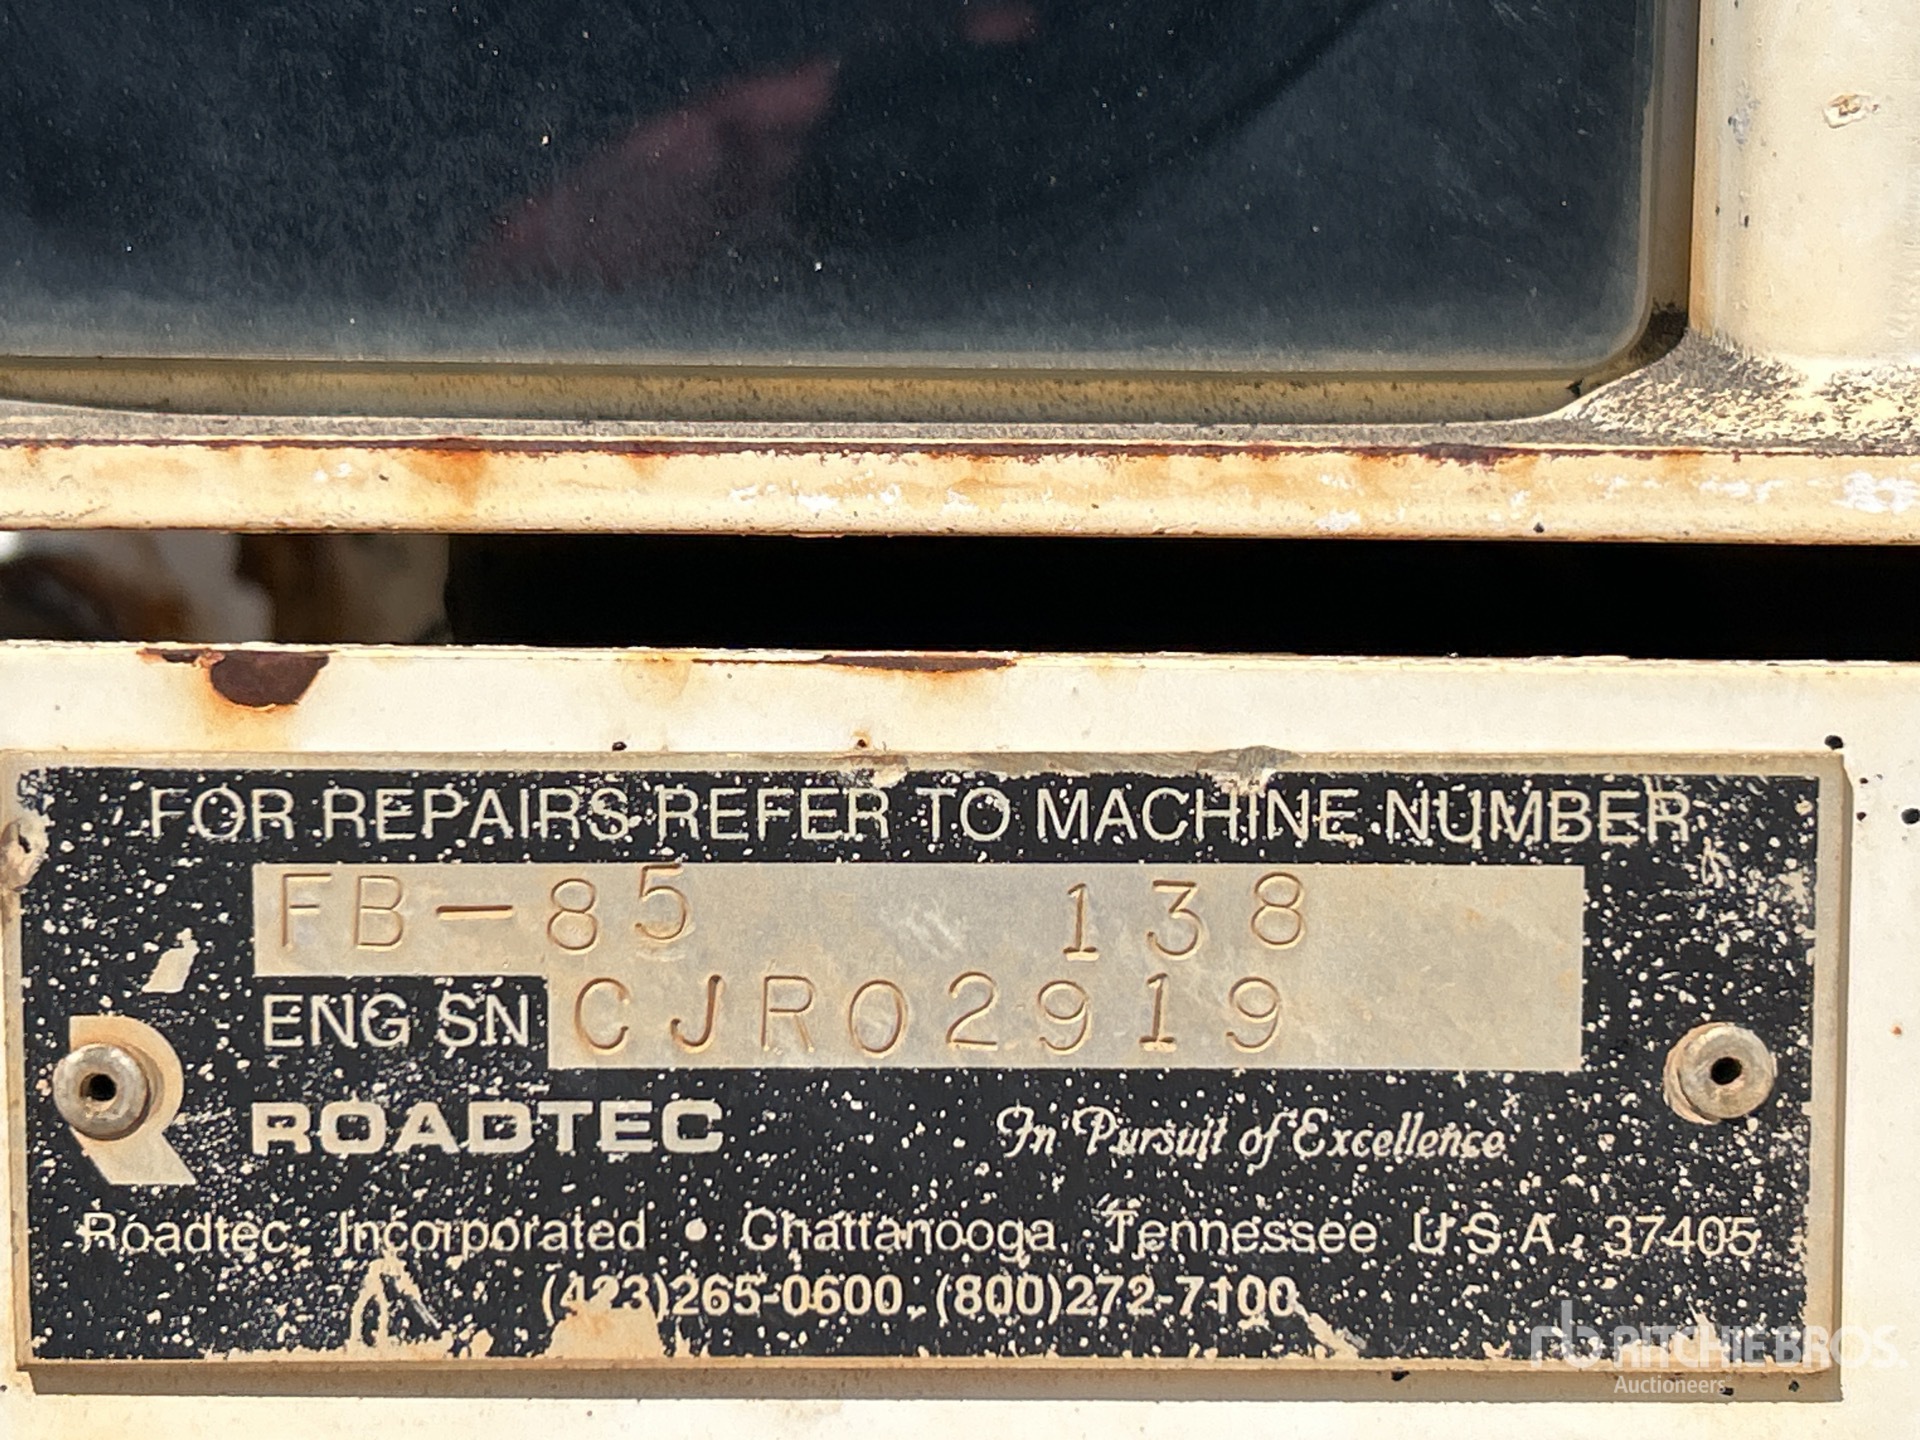 FOR REPAIRS REFER TO MACHINE NUMBER
FB-85 138
ENG SN CJR02919
ROADTEC In Pursuit of Excellence
Roadtec, Incorporated • Chattanooga, Tennessee U.S.A. 37405
(423)265-0600, (800)272-7100
rb RITCHIE BROS.
Auctioneers